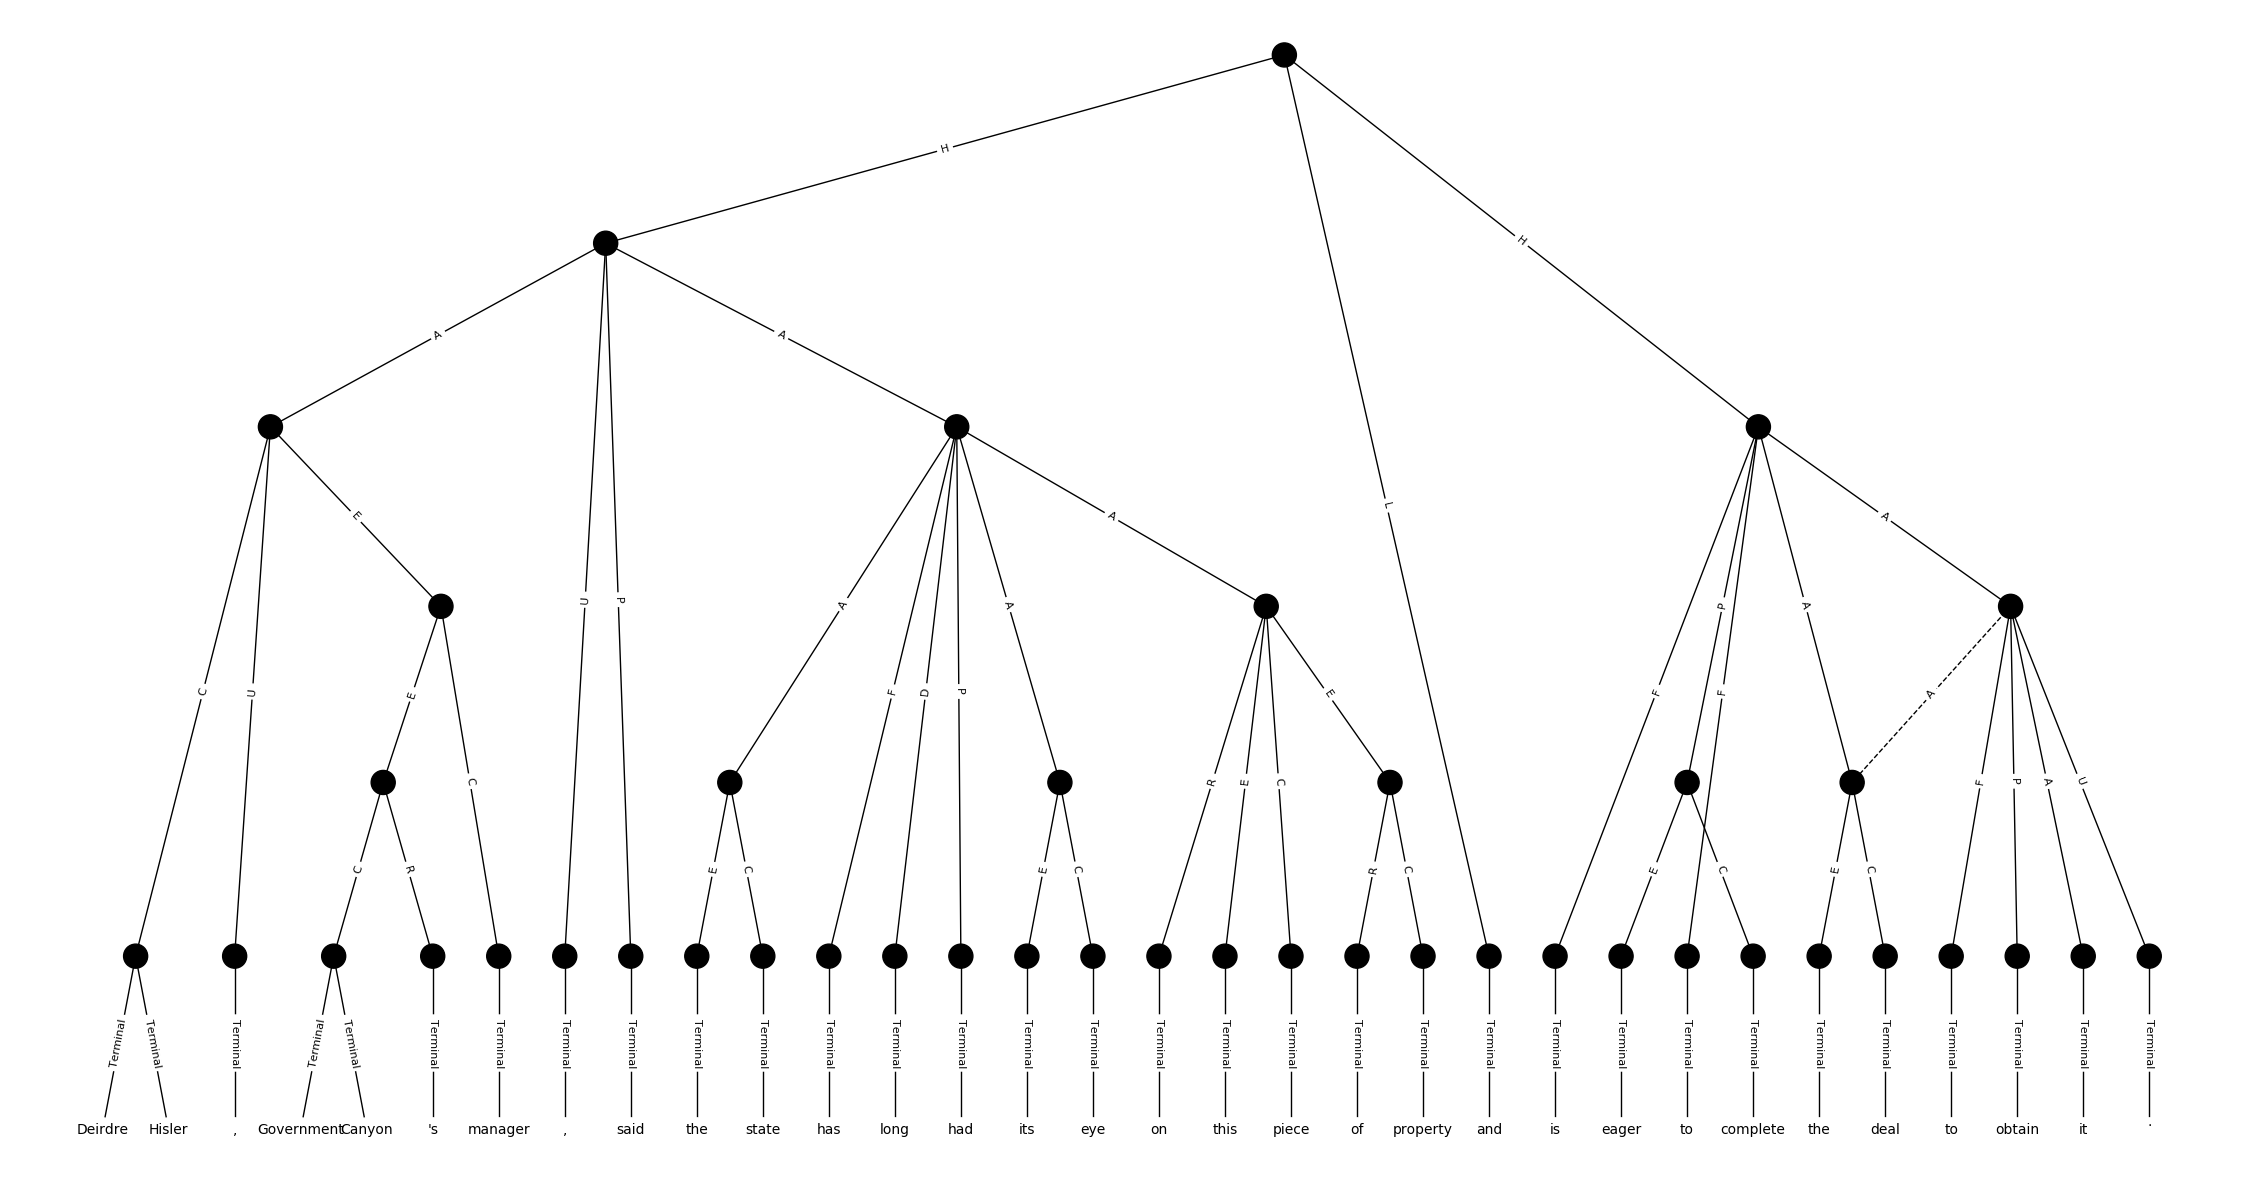 H
H
A
A
E
A
A
L
A
A
U
P
P
F
C
U
E
F
D
P
E
F
A
C
R
E
C
F
P
A
U
C
R
E
C
E
C
R
C
E
C
E
C
Terminal Terminal Terminal Terminal Terminal Terminal Terminal Terminal Terminal Terminal Terminal Terminal Terminal Terminal Terminal Terminal Terminal Terminal Terminal Terminal Terminal Terminal Terminal Terminal Terminal Terminal Terminal Terminal Terminal Terminal Terminal Terminal
Deirdre Hisler , Government Canyon 's manager , said the state has long had its eye on this piece of property and is eager to complete the deal to obtain it .